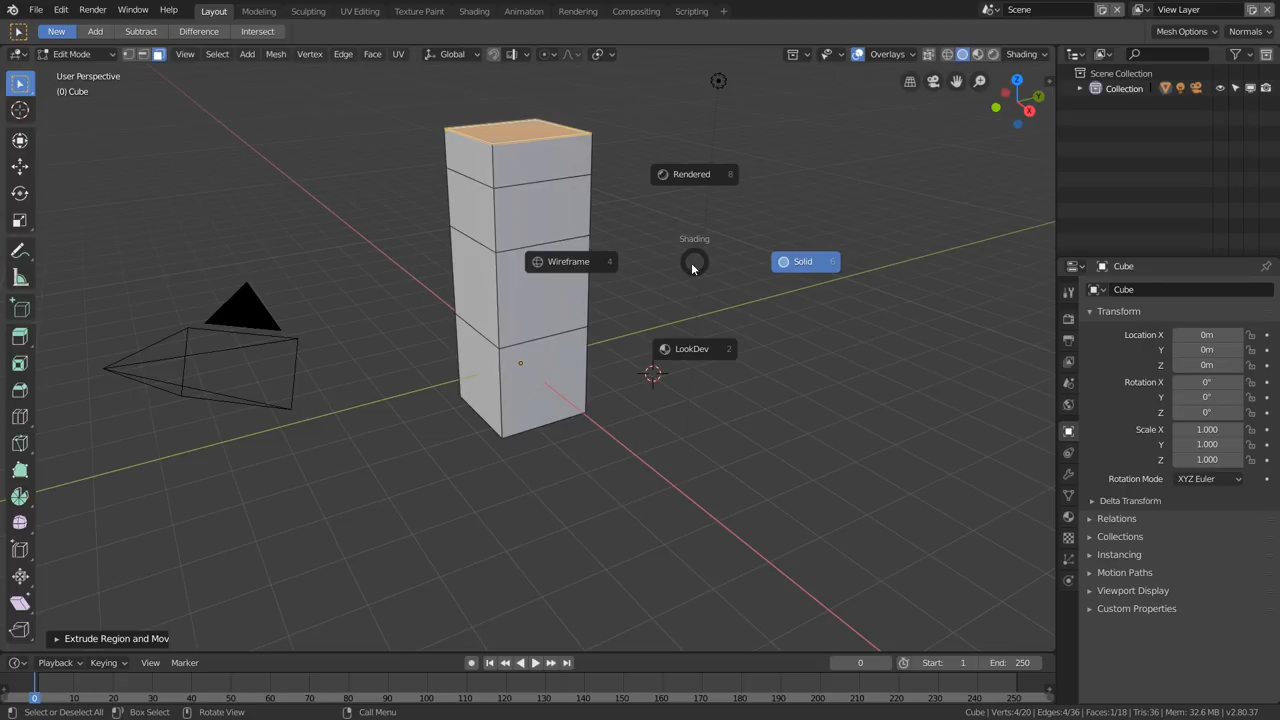 File Edit Render Window Help Layout Modeling Sculpting UV Editing Texture Paint Shading Animation Rendering Compositing Scripting + Scene View Layer
New Add Subtract Difference Intersect Mesh Options Normals
Edit Mode View Select Add Mesh Vertex Edge Face UV Global Overlays Shading
User Perspective
(0) Cube
Scene Collection
Collection
Z
Y
X
Rendered 8
Shading
Wireframe 4
Solid 6
LookDev 2
Cube
Cube
Transform
Location X 0m
Y 0m
Z 0m
Rotation X 0°
Y 0°
Z 0°
Scale X 1.000
Y 1.000
Z 1.000
Rotation Mode XYZ Euler
Delta Transform
Relations
Collections
Instancing
Motion Paths
Viewport Display
Custom Properties
Extrude Region and Mov
Playback Keying View Marker 0 Start: 1 End: 250
0 10 20 30 40 50 60 70 80 90 100 110 120 130 140 150 160 170 180 190 200 210 220 230 240 250
Select or Deselect All Box Select Rotate View Call Menu Cube | Verts:4/20 | Edges:4/36 | Faces:1/18 | Tris:36 | Mem: 32.6 MB | v2.80.37